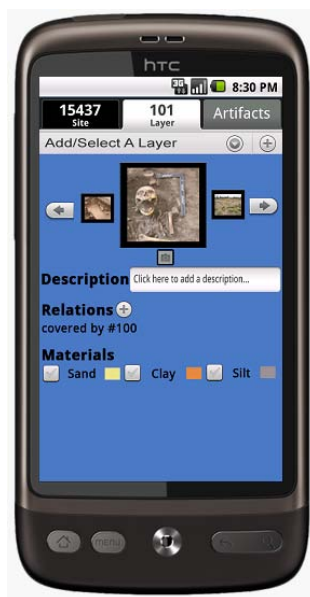 htc
3G
8:30 PM
15437
Site
101
Layer
Artifacts
Add/Select A Layer
Description
Click here to add a description...
Relations
covered by #100
Materials
Sand
Clay
Silt
menu